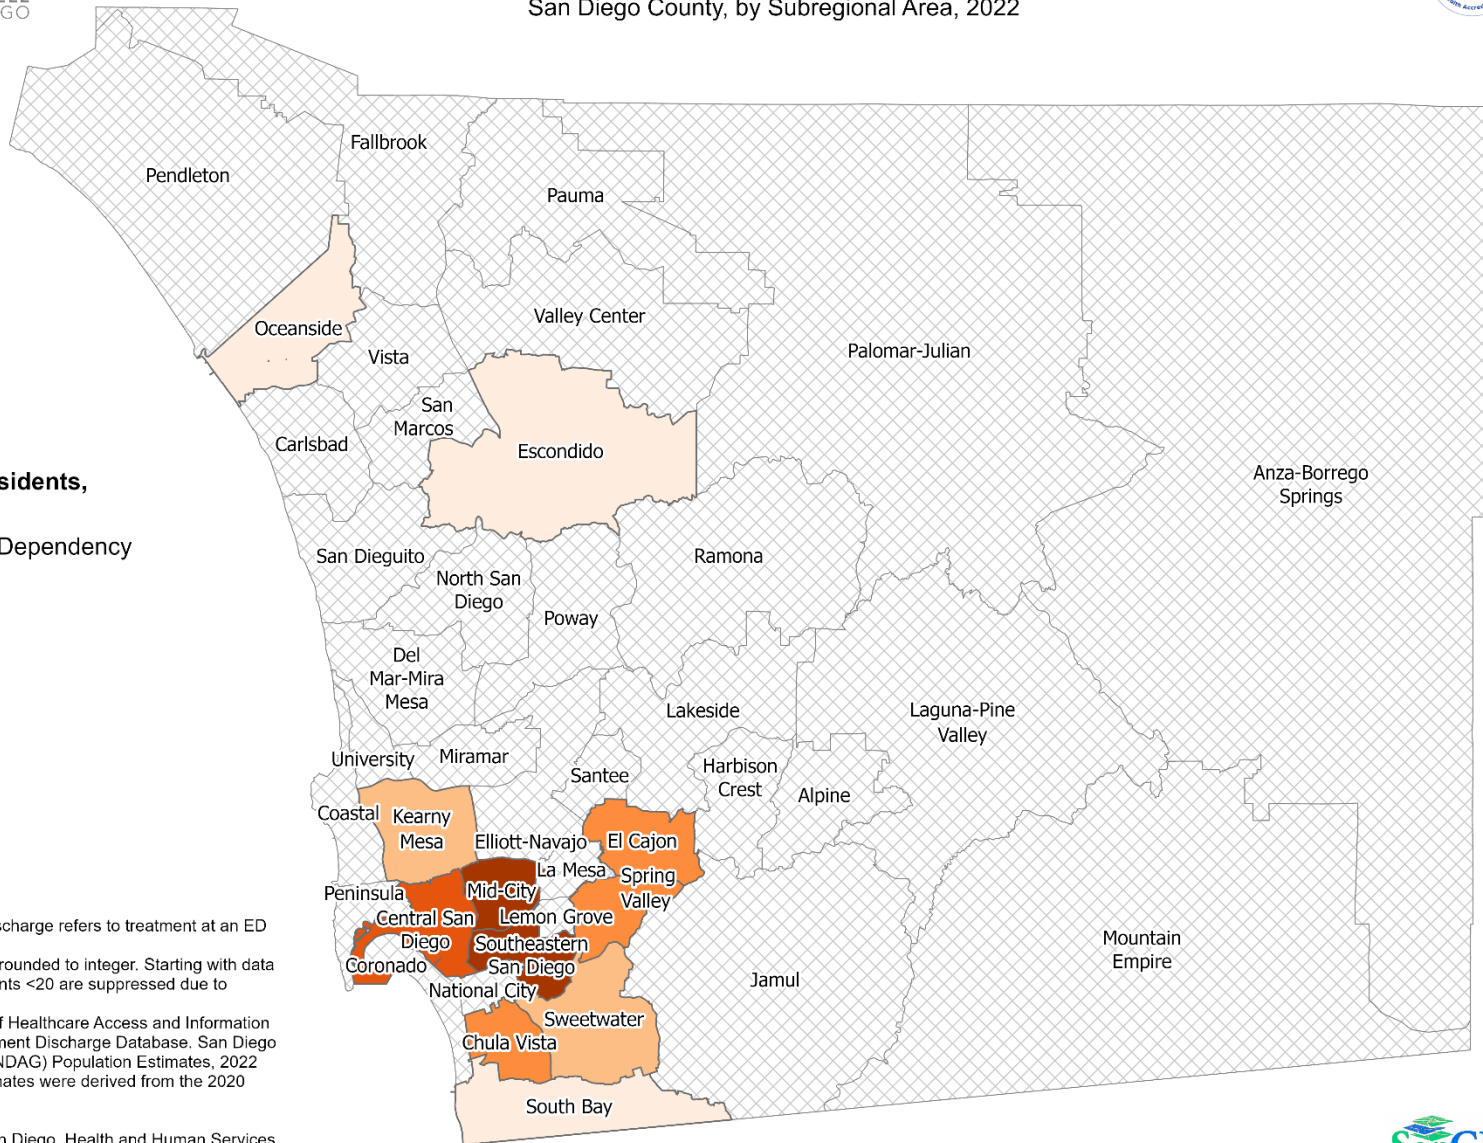 GO
San Diego County, by Subregional Area, 2022
Fallbrook
Pendleton
Pauma
Oceanside
Valley Center
Vista
Palomar-Julian
San
Marcos
Carlsbad
Escondido
Anza-Borrego
Springs
sidents,
Dependency
San Dieguito
North San
Diego
Ramona
Poway
Del
Mar-Mira
Mesa
Lakeside
Laguna-Pine
Valley
University
Miramar
Santee
Harbison
Crest
Alpine
Coastal
Kearny
Mesa
Elliott-Navajo
El Cajon
La Mesa
Spring
Valley
Peninsula
Mid-City
Central San
Diego
Lemon Grove
Southeastern
San Diego
Coronado
National City
Jamul
Mountain
Empire
Sweetwater
Chula Vista
South Bay
charge refers to treatment at an ED
rounded to integer. Starting with data
nts <20 are suppressed due to
f Healthcare Access and Information
ment Discharge Database. San Diego
NDAG) Population Estimates, 2022
mates were derived from the 2020
n Diego, Health and Human Services